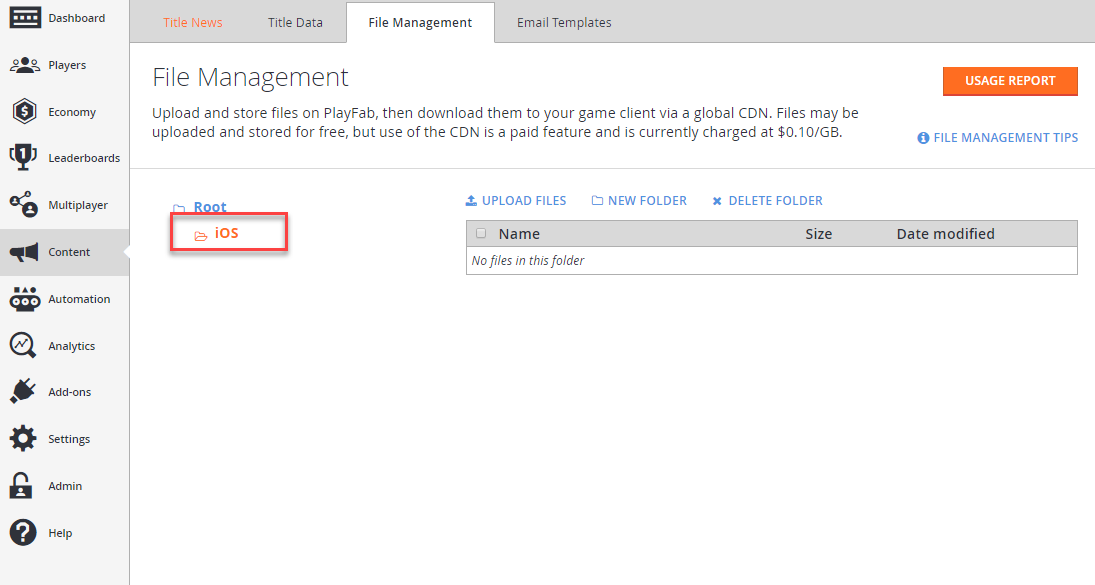 Dashboard
Players
Economy
Leaderboards
Multiplayer
Content
Automation
Analytics
Add-ons
Settings
Admin
Help
Title News
Title Data
File Management
Email Templates
File Management
USAGE REPORT
Upload and store files on PlayFab, then download them to your game client via a global CDN. Files may
be uploaded and stored for free, but use of the CDN is a paid feature and is currently charged at $0.10/GB.
FILE MANAGEMENT TIPS
Root
iOS
UPLOAD FILES
NEW FOLDER
DELETE FOLDER
Name
Size
Date modified
No files in this folder